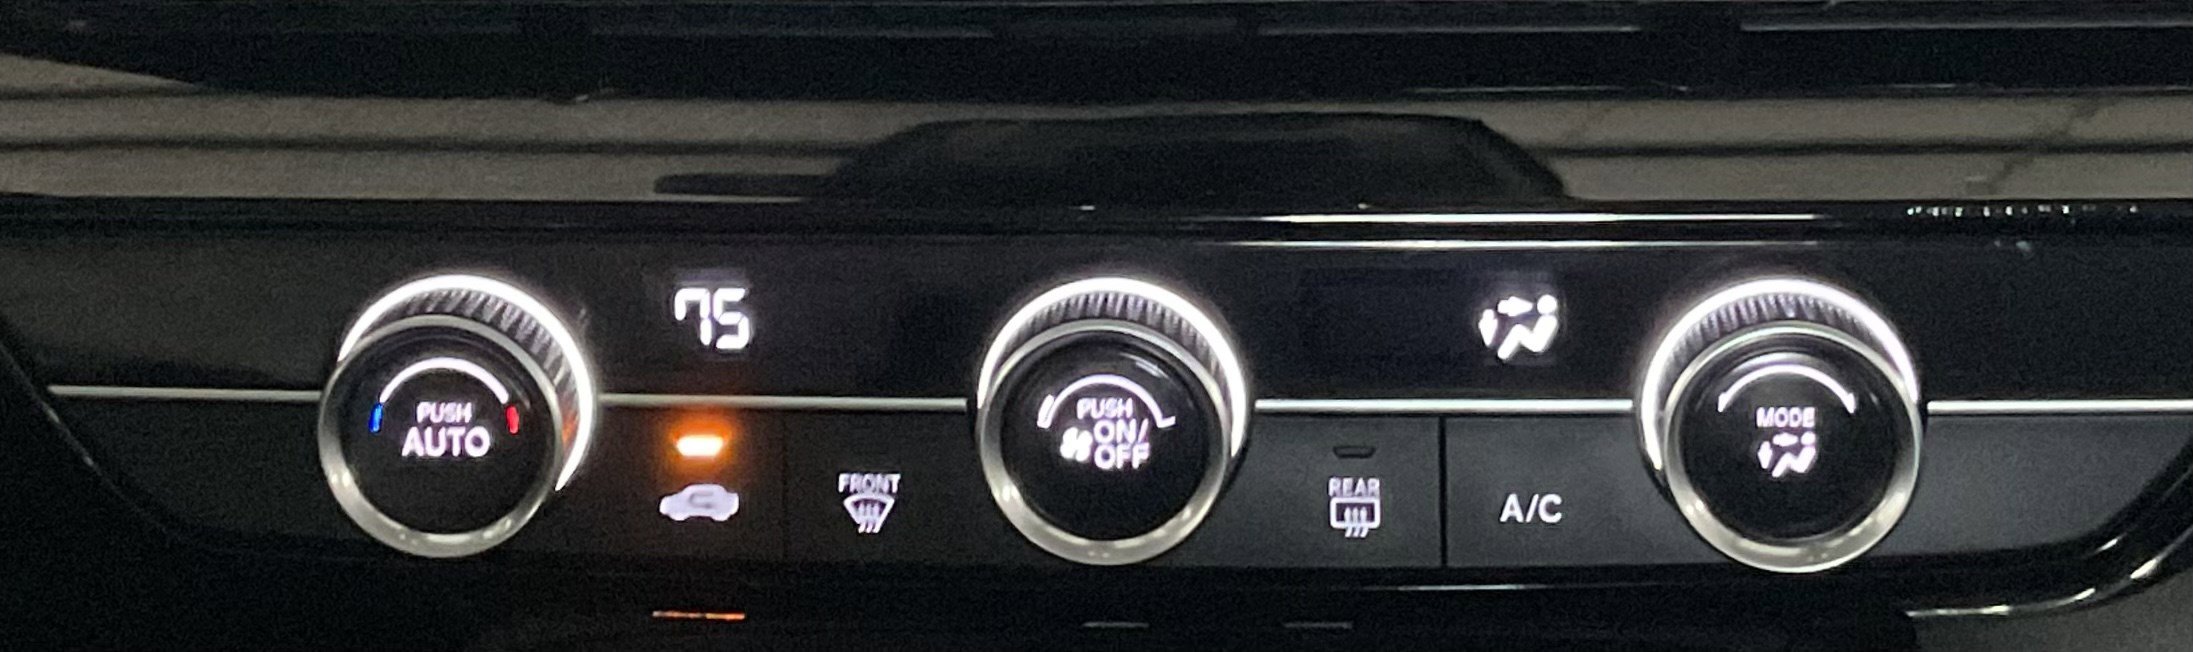 75
PUSH
AUTO
FRONT
PUSH
ON/
OFF
REAR
A/C
MODE